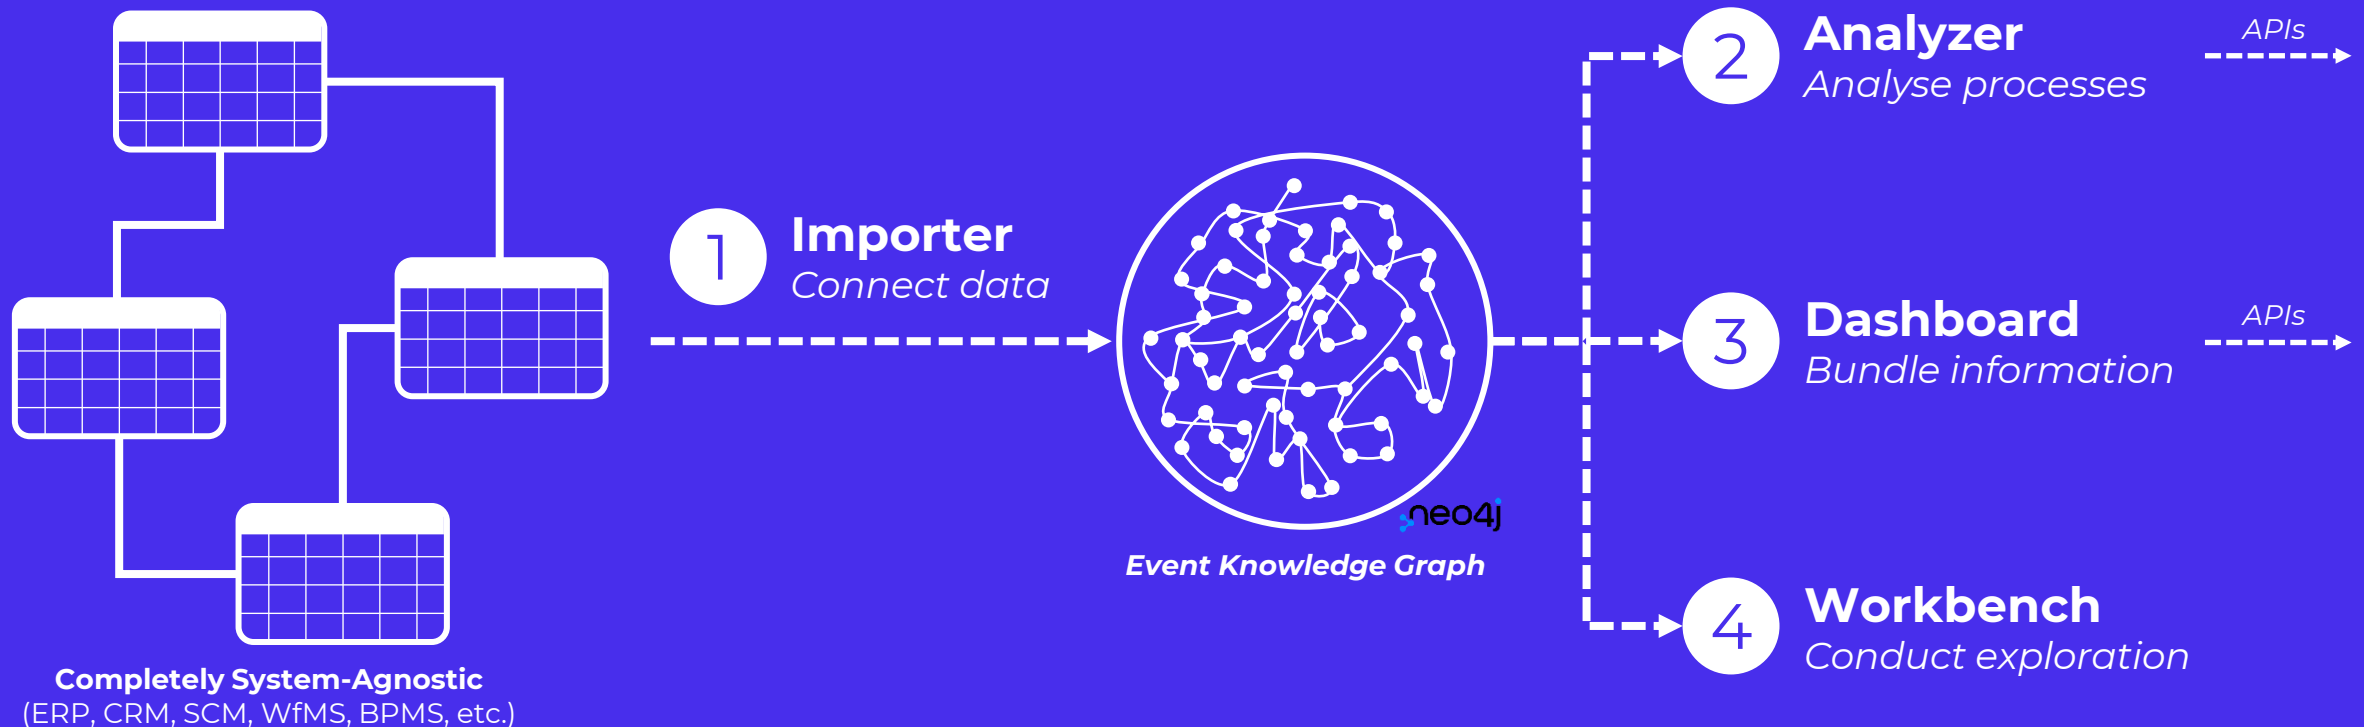 Completely System-Agnostic
(ERP, CRM, SCM, WfMS, BPMS, etc.)
1
Importer
Connect data
neo4j
Event Knowledge Graph
2
Analyzer
Analyse processes
APIs
3
Dashboard
Bundle information
APIs
4
Workbench
Conduct exploration